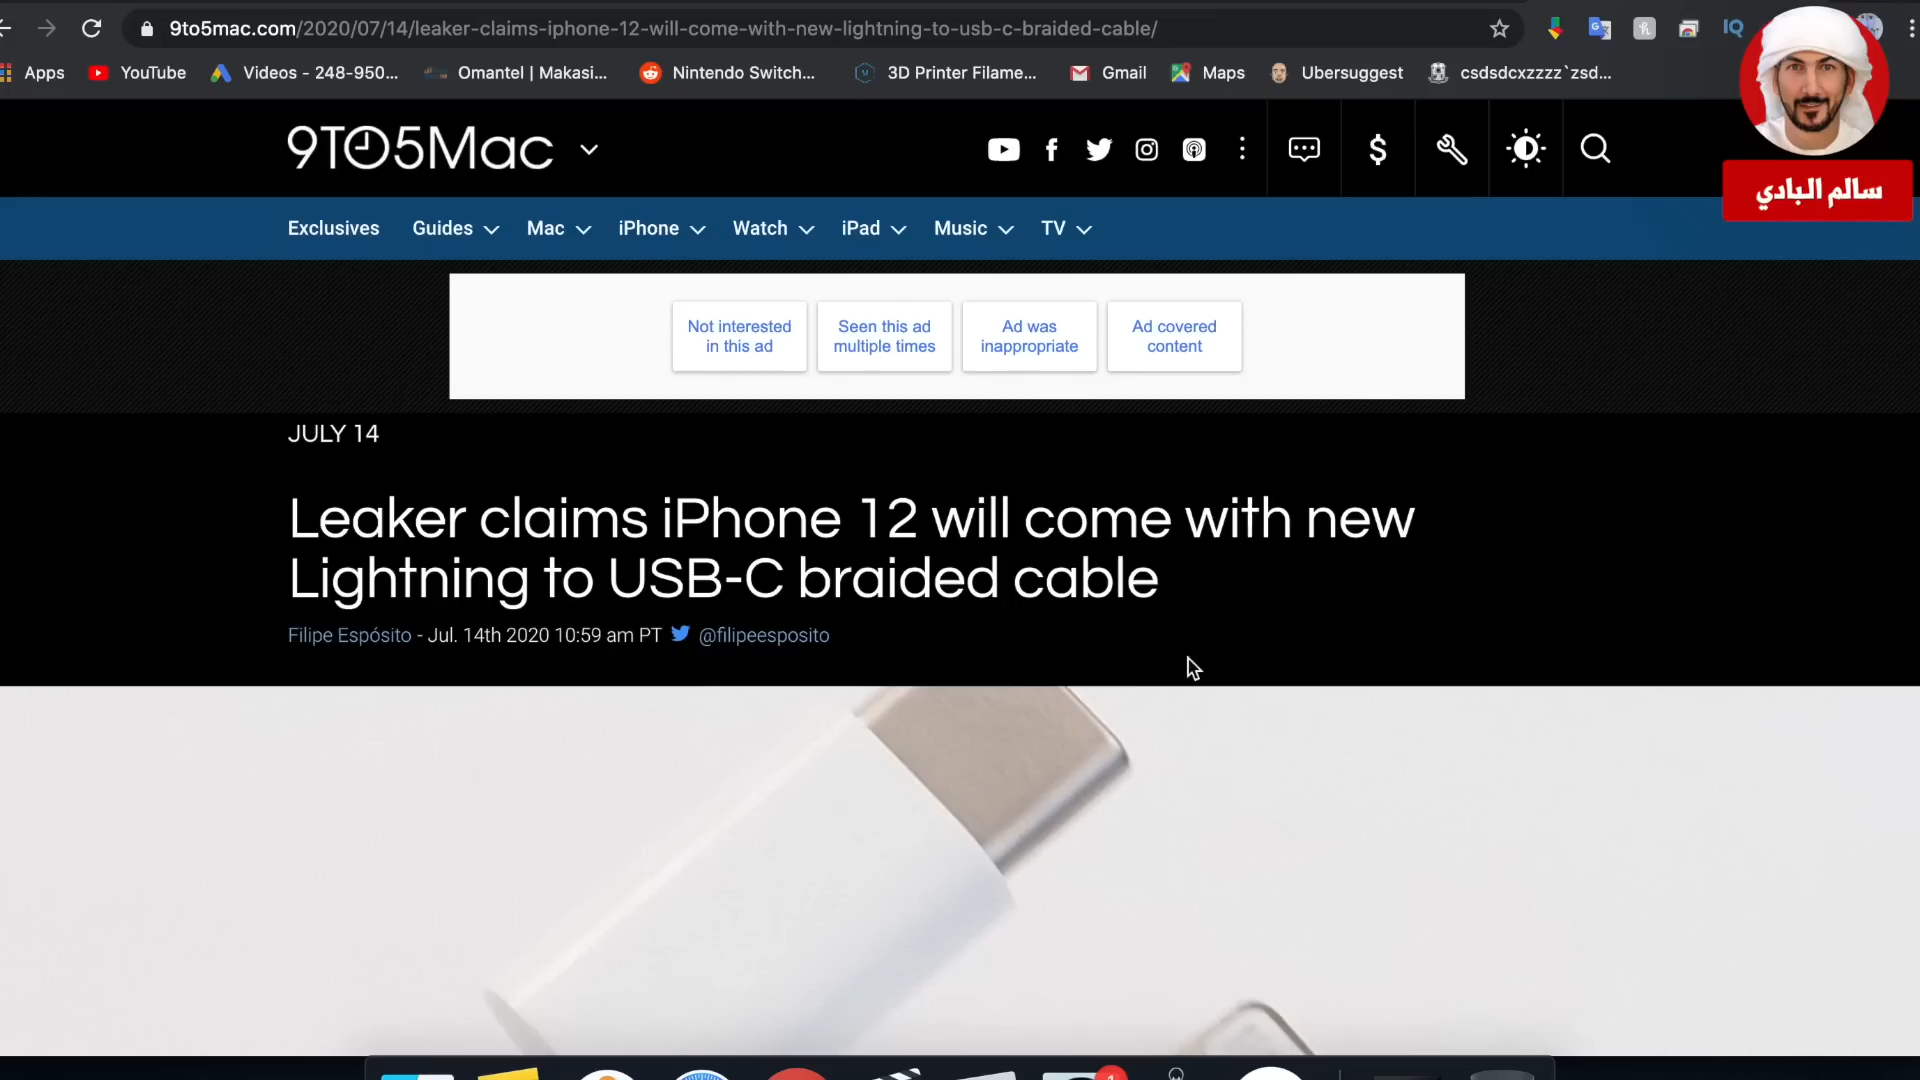 9to5mac.com/2020/07/14/leaker-claims-iphone-12-will-come-with-new-lightning-to-usb-c-braided-cable/
Apps
YouTube
Videos - 248-950...
Omantel | Makasi...
Nintendo Switch...
3D Printer Filame...
Gmail
Maps
Ubersuggest
csdsdcxzzzz`zsd...
IQ
سالم البادي
9TO5Mac
Exclusives
Guides
Mac
iPhone
Watch
iPad
Music
TV
Not interested
in this ad
Seen this ad
multiple times
Ad was
inappropriate
Ad covered
content
JULY 14
Leaker claims iPhone 12 will come with new
Lightning to USB-C braided cable
Filipe Espósito - Jul. 14th 2020 10:59 am PT @filipeesposito